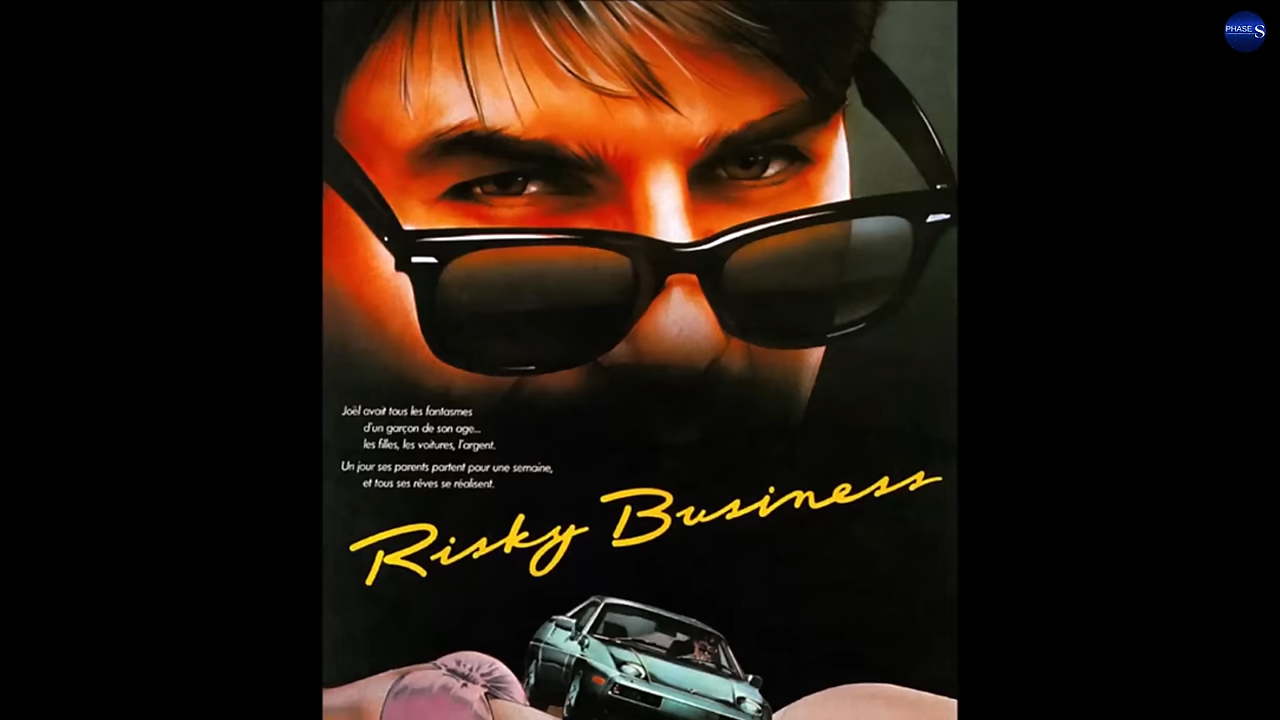 PHASE S
Joël avait tous les fantasmes
d'un garçon de son age...
les filles, les voitures, l'argent.
Un jour ses parents partent pour une semaine,
et tous ses rêves se réalisent.
Risky Business